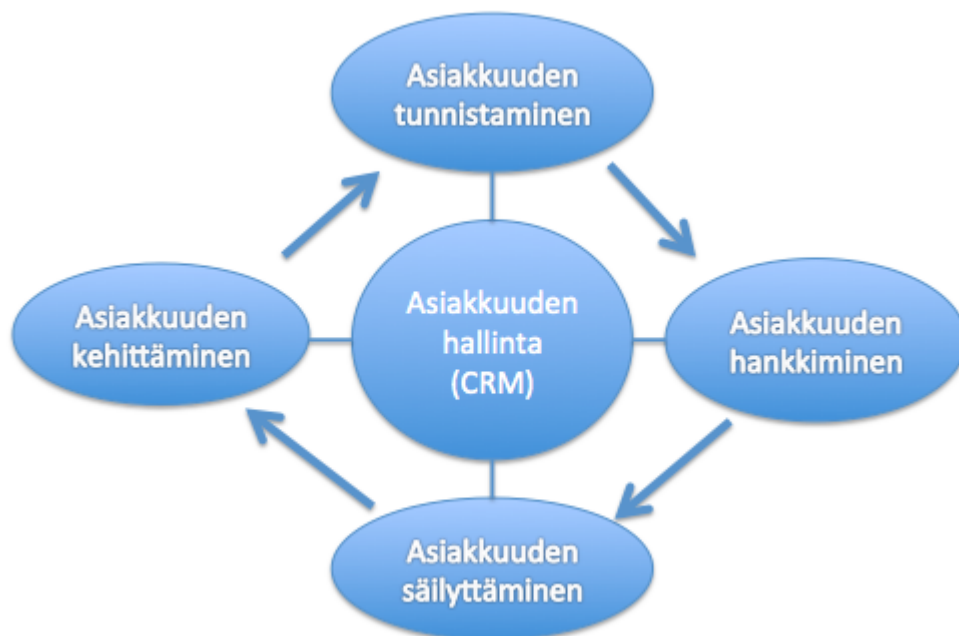 Asiakkuuden
tunnistaminen
Asiakkuuden
kehittäminen
Asiakkuuden
hallinta
(CRM)
Asiakkuuden
hankkiminen
Asiakkuuden
säilyttäminen